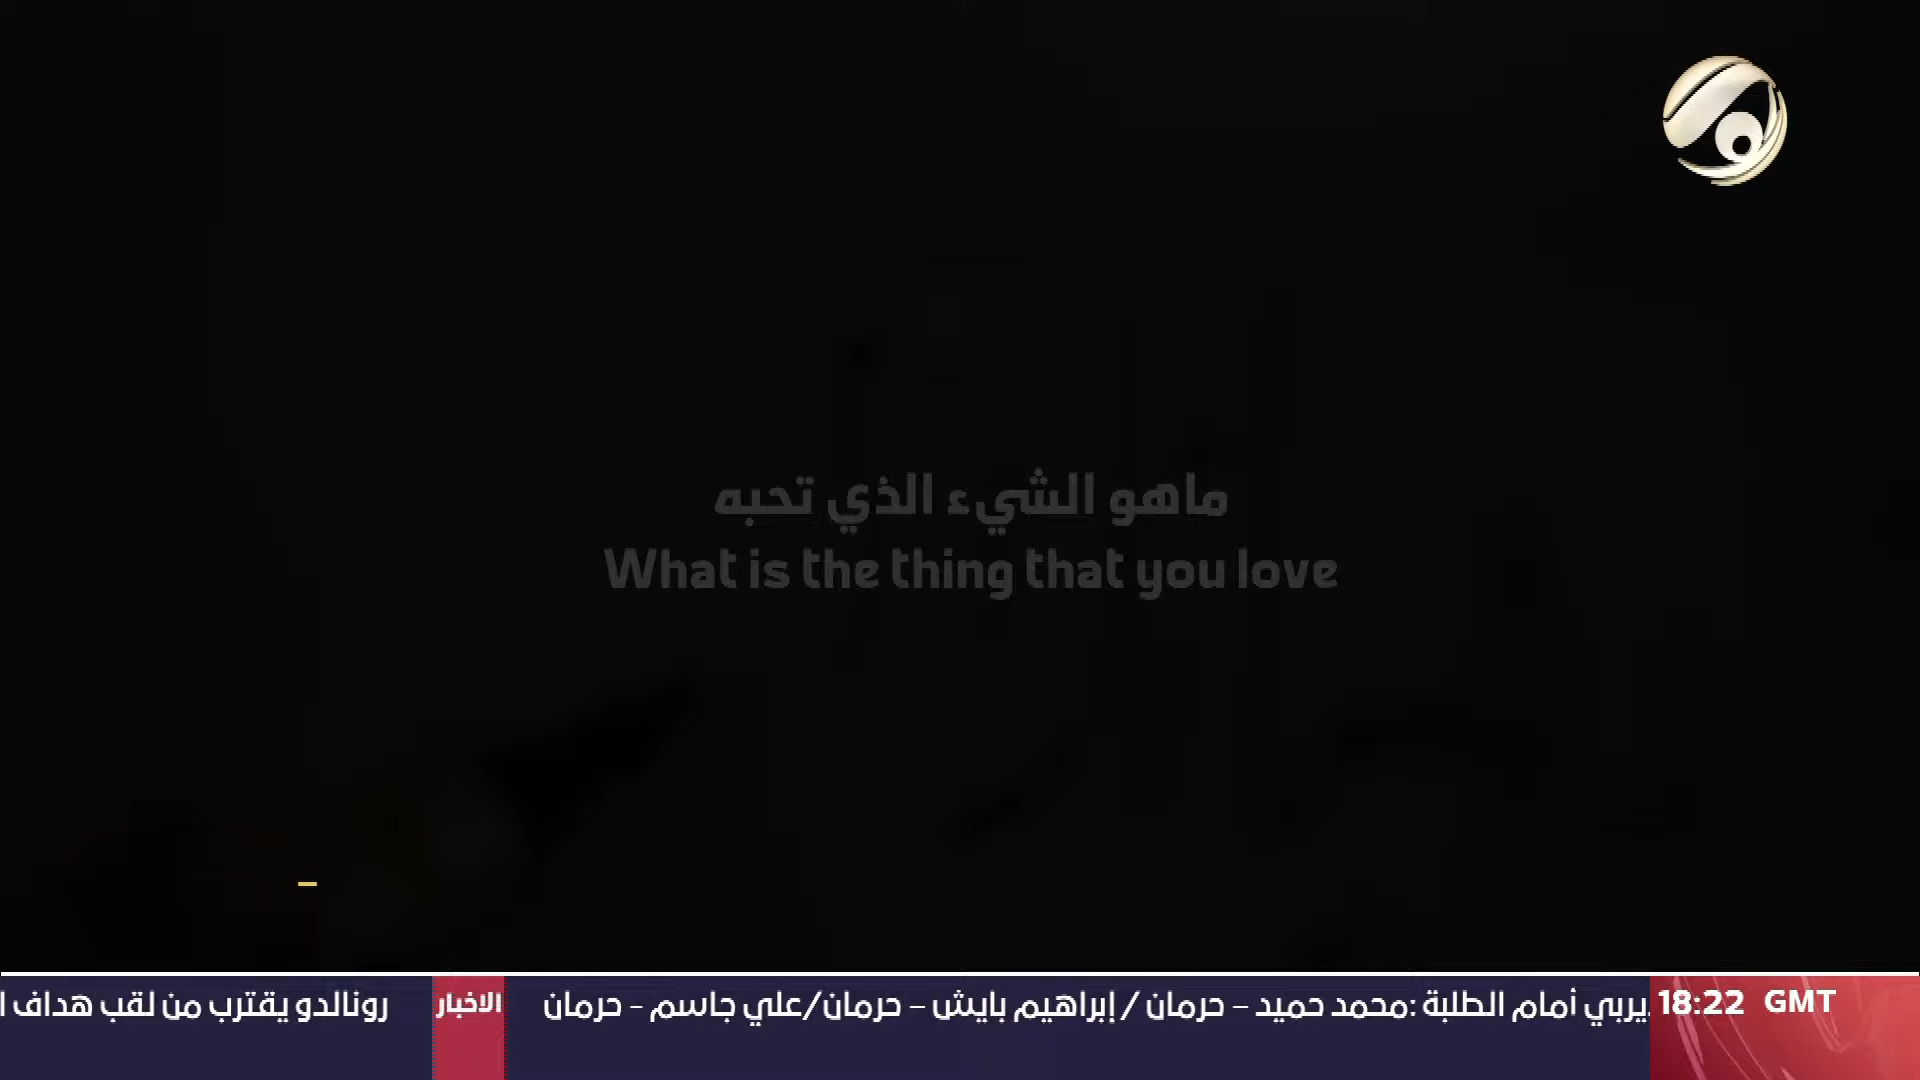 ماهو الشيء الذي تحبه
What is the thing that you love
يربي أمام الطلبة :محمد حميد – حرمان / إبراهيم بايش – حرمان/علي جاسم - حرمان
الاخبار
رونالدو يقترب من لقب هداف
18:22 GMT